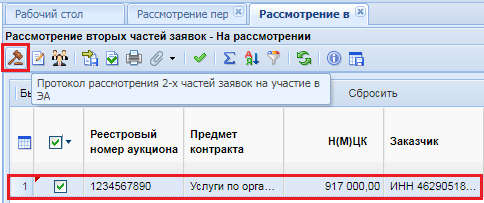 Рабочий стол Рассмотрение пер Рассмотрение в
Рассмотрение вторых частей заявок - На рассмотрении
Протокол рассмотрения 2-х частей заявок на участие в
ЭА
Сбросить
Реестровый Предмет Н(М)ЦК Заказчик
номер аукциона контракта
1 1234567890 Услуги по орга... 917 000,00 ИНН 46290518...